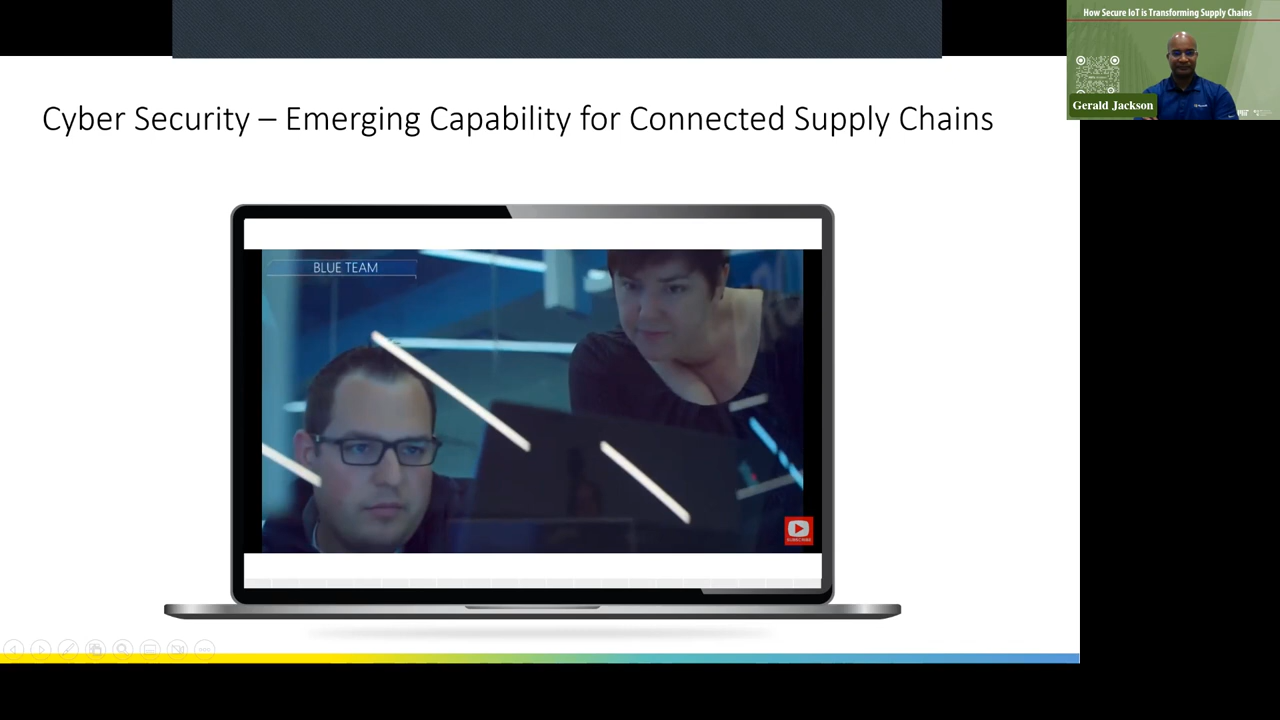 How Secure IoT is Transforming Supply Chains
Gerald Jackson
Cyber Security – Emerging Capability for Connected Supply Chains
BLUE TEAM
SUBSCRIBE